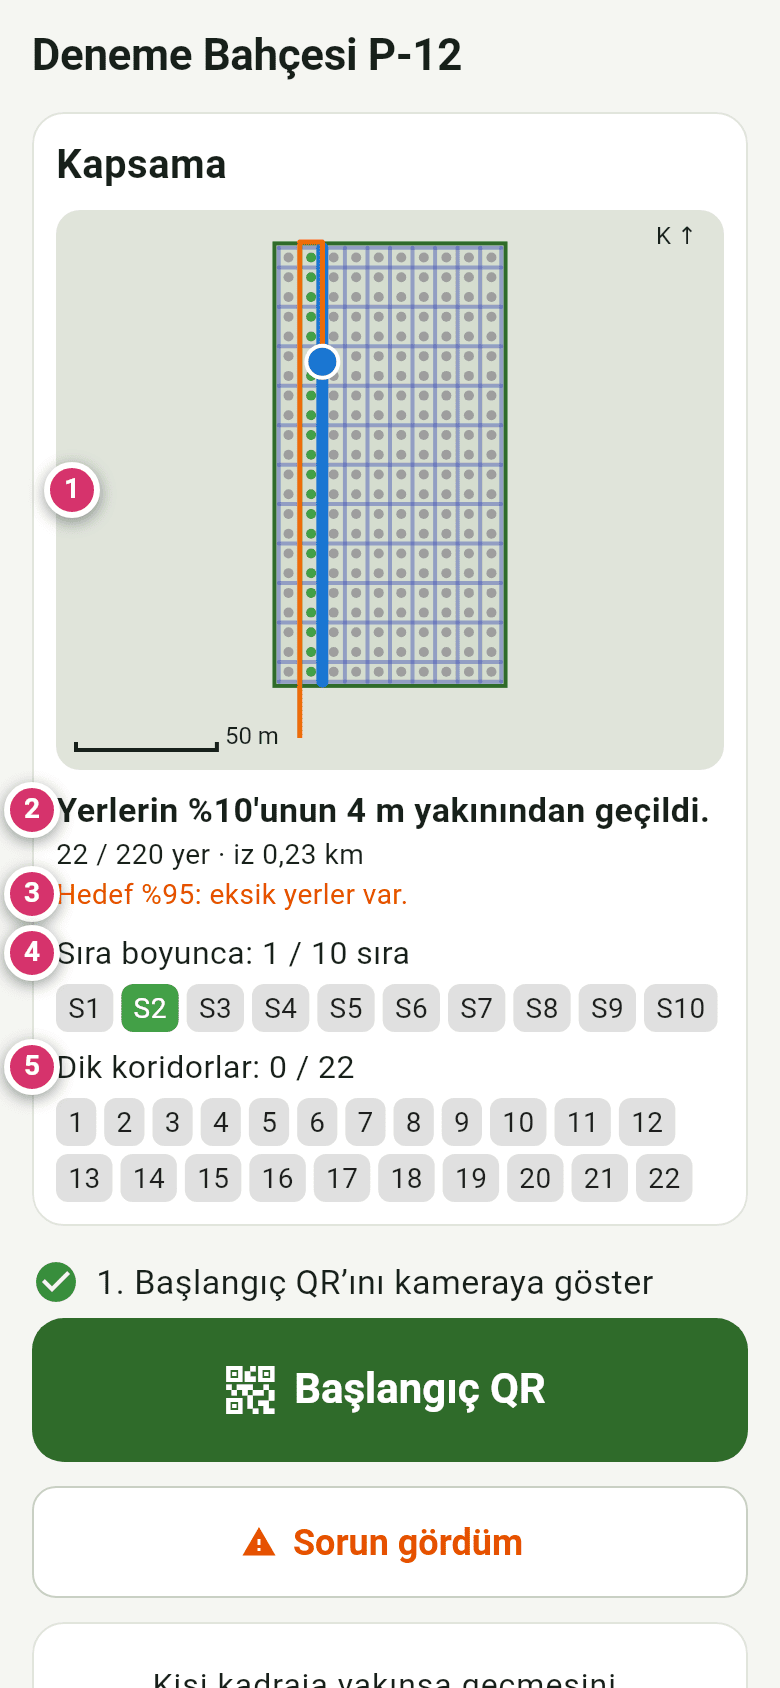 Deneme Bahçesi P-12
Kapsama
K ↑
1
50 m
2 Yerlerin %10'unun 4 m yakınından geçildi.
22 / 220 yer · iz 0,23 km
3 Hedef %95: eksik yerler var.
4 Sıra boyunca: 1 / 10 sıra
S1 S2 S3 S4 S5 S6 S7 S8 S9 S10
5 Dik koridorlar: 0 / 22
1 2 3 4 5 6 7 8 9 10 11 12
13 14 15 16 17 18 19 20 21 22
1. Başlangıç QR’ını kameraya göster
Başlangıç QR
Sorun gördüm
Kişi kadraja yakınsa geçmesini